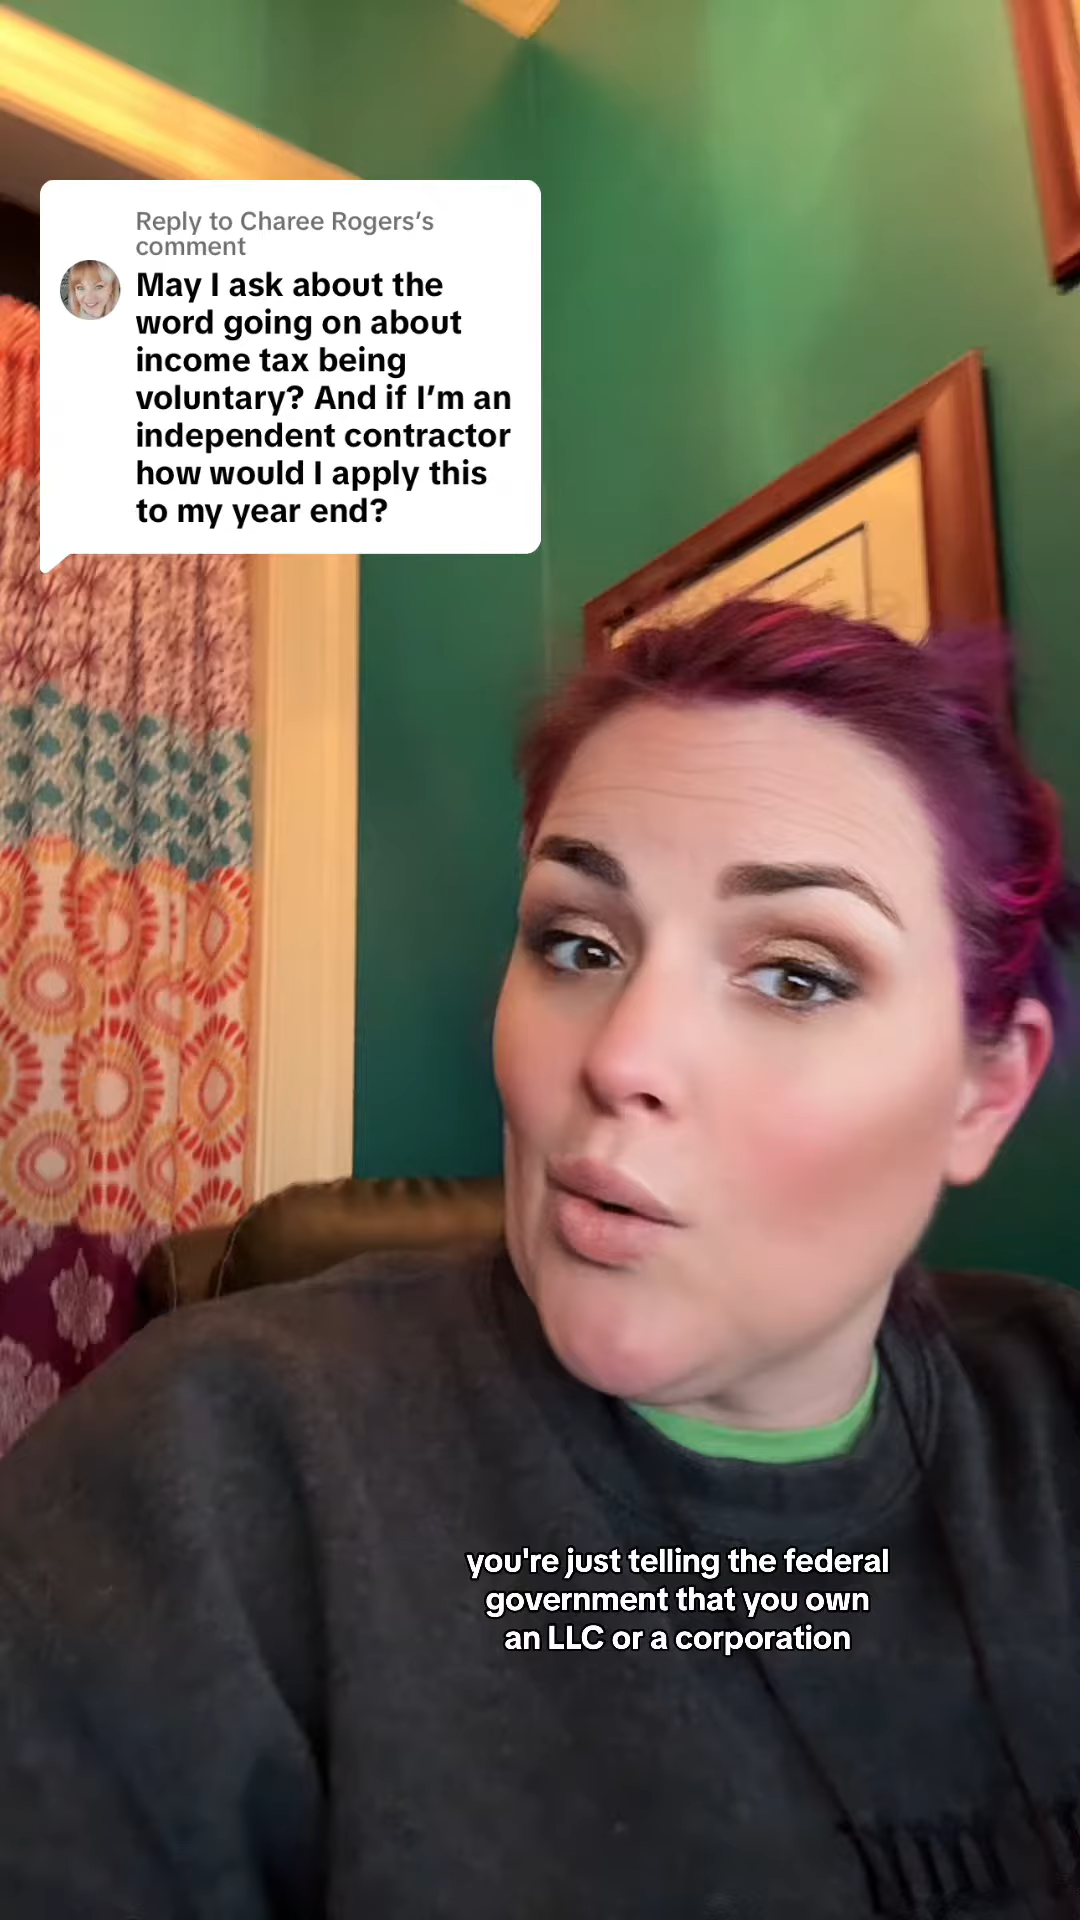 Reply to Charee Rogers’s
comment
May I ask about the
word going on about
income tax being
voluntary? And if I’m an
independent contractor
how would I apply this
to my year end?
you're just telling the federal
government that you own
an LLC or a corporation